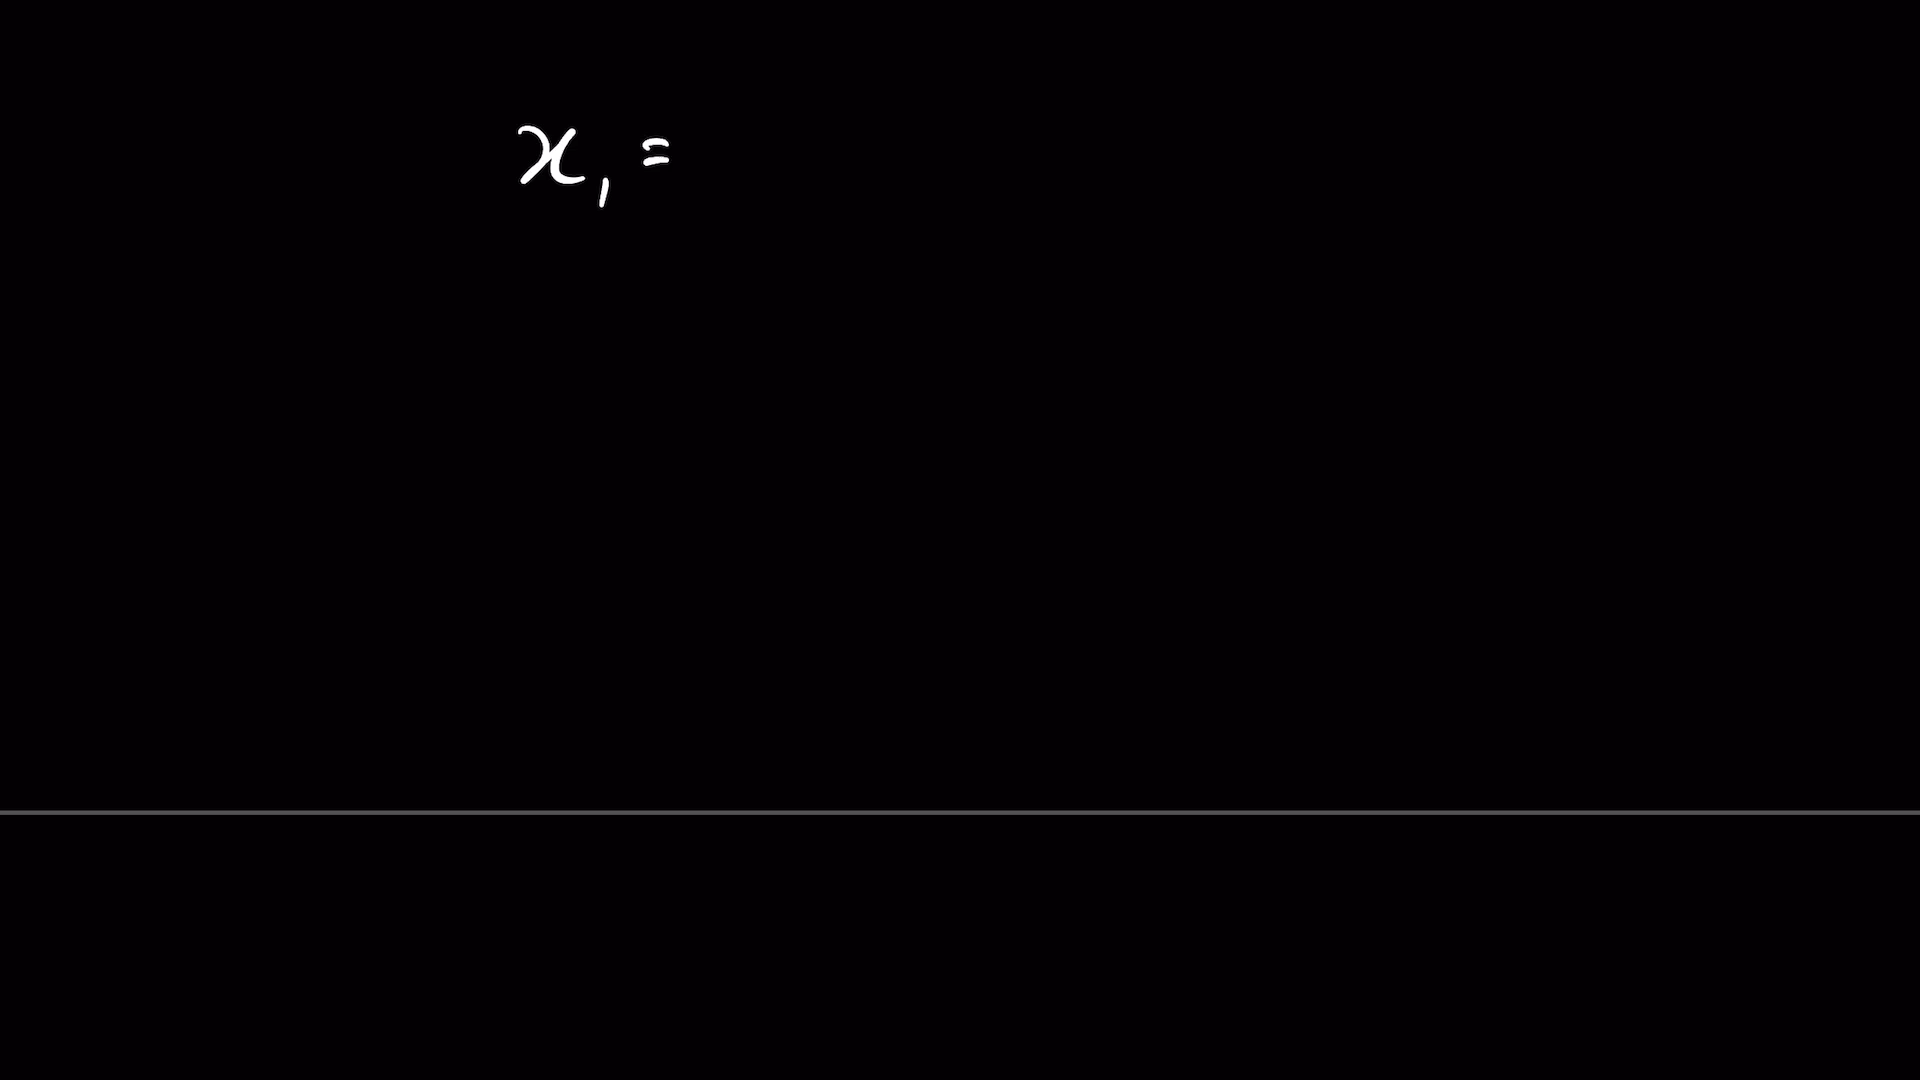 x₁ =